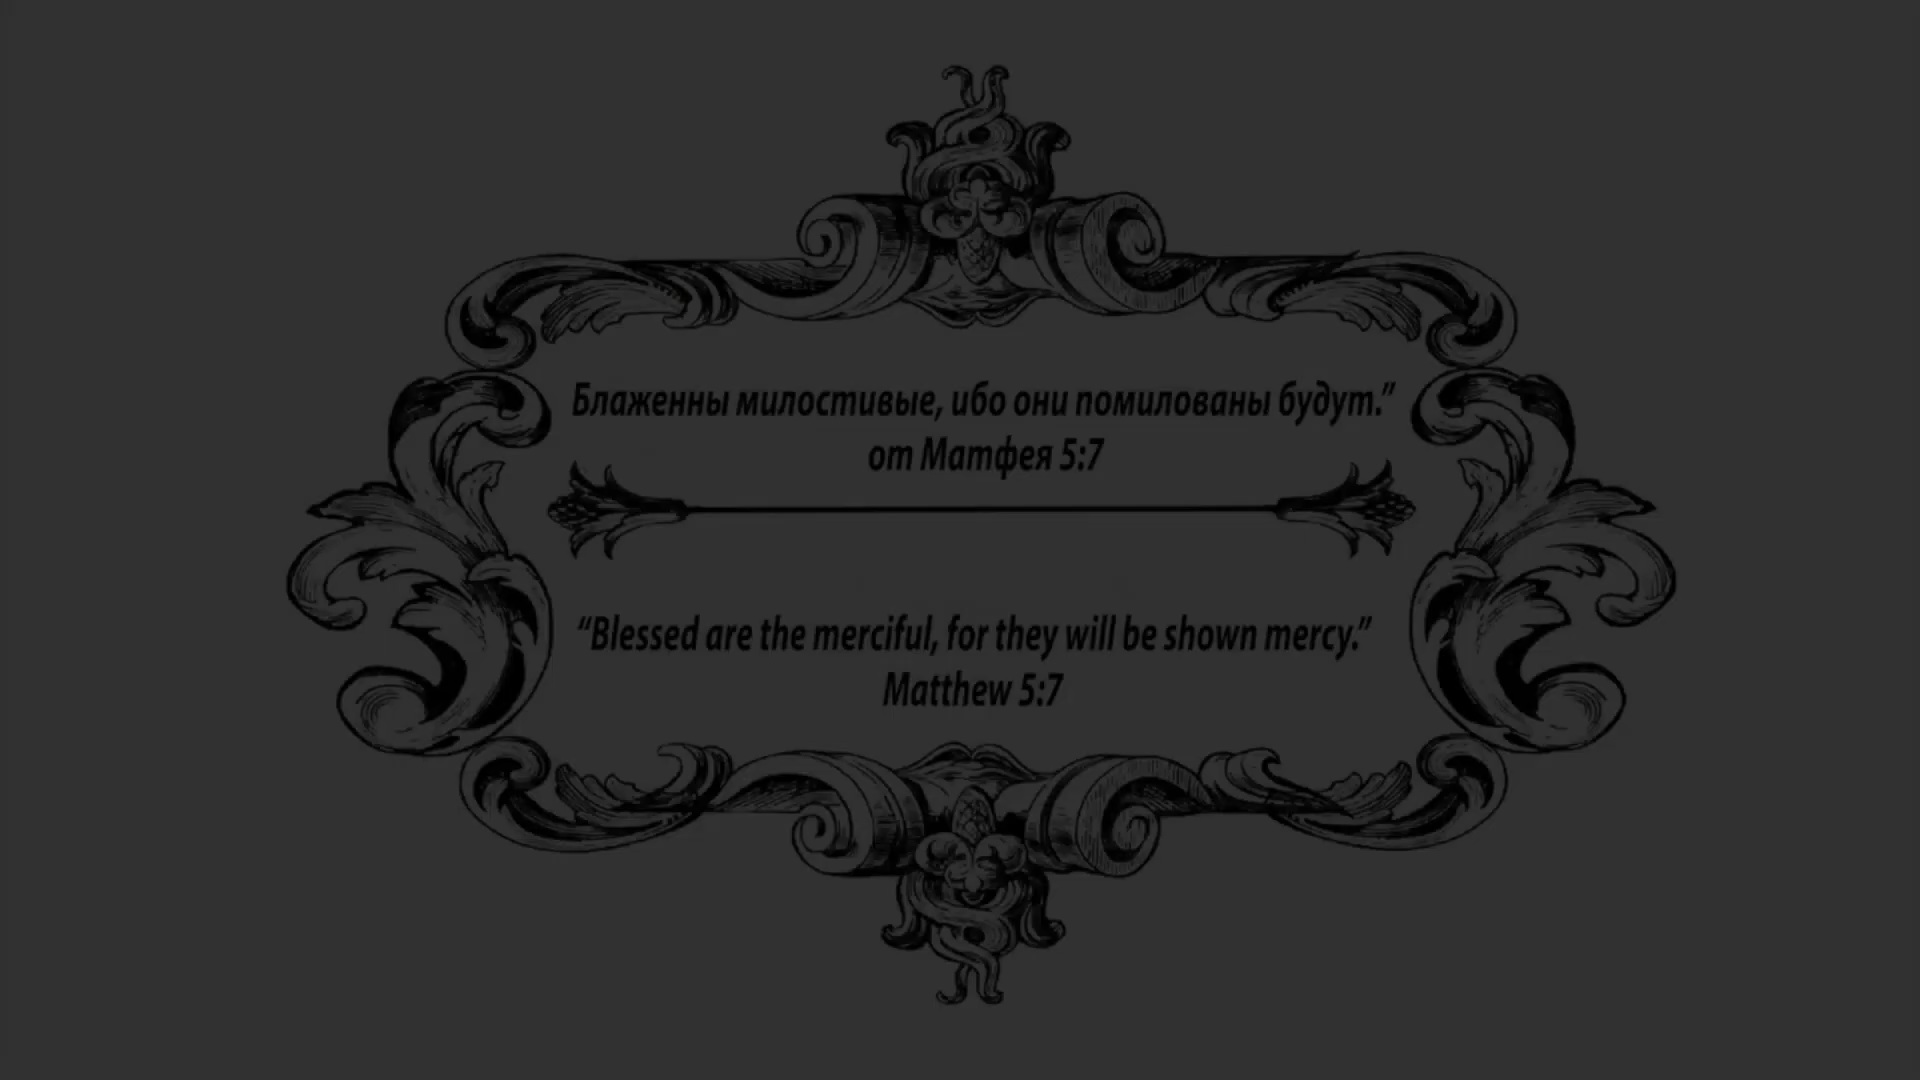 Блаженны милостивые, ибо они помилованы будут.”
от Матфея 5:7
“Blessed are the merciful, for they will be shown mercy.”
Matthew 5:7